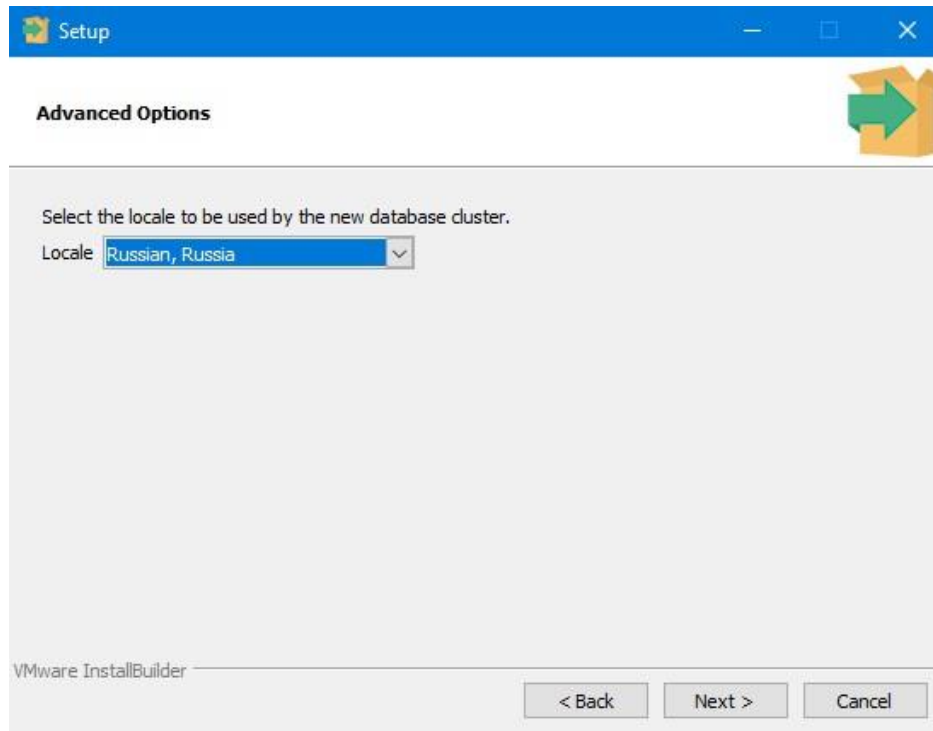 Setup
Advanced Options
Select the locale to be used by the new database cluster.
Locale Russian, Russia
VMware InstallBuilder
< Back Next > Cancel